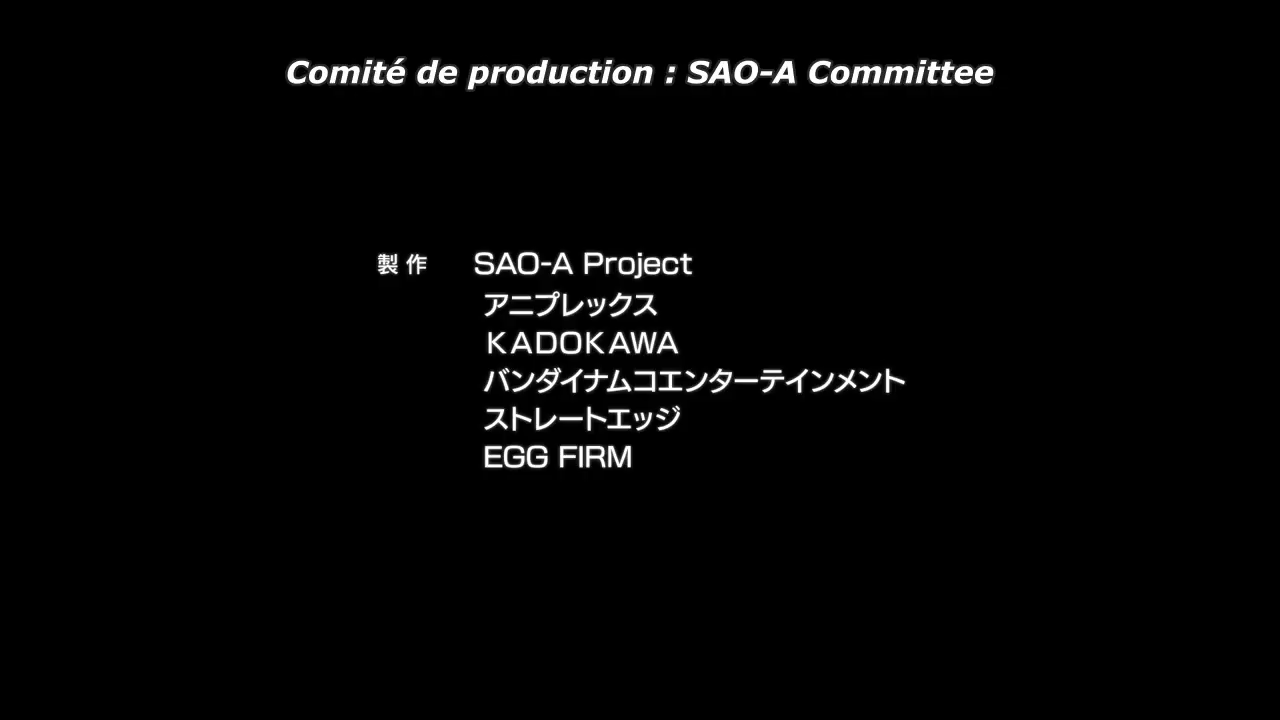 Comité de production : SAO-A Committee
製作 SAO-A Project
アニプレックス
KADOKAWA
バンダイナムコエンターテインメント
ストレートエッジ
EGG FIRM